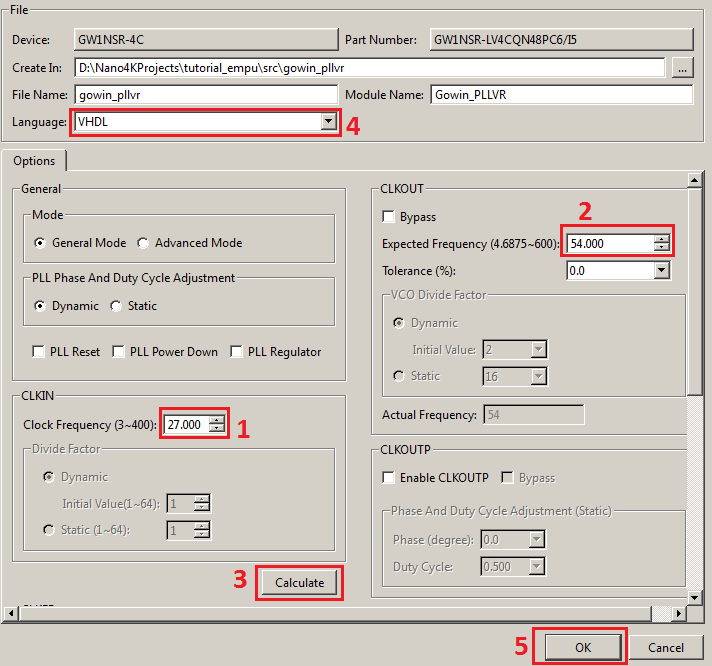 File
Device: GW1NSR-4C Part Number: GW1NSR-LV4CQN48PC6/I5
Create In: D:\Nano4KProjects\tutorial_empu\src\gowin_pllvr ...
File Name: gowin_pllvr Module Name: Gowin_PLLVR
Language: VHDL 4
Options
General
Mode
General Mode Advanced Mode
PLL Phase And Duty Cycle Adjustment
Dynamic Static
PLL Reset PLL Power Down PLL Regulator
CLKIN
Clock Frequency (3~400): 27.000 1
Divide Factor
Dynamic
Initial Value(1~64): 1
Static (1~64): 1
3 Calculate
CLKOUT
Bypass 2
Expected Frequency (4.6875~600): 54.000
Tolerance (%): 0.0
VCO Divide Factor
Dynamic
Initial Value: 2
Static 16
Actual Frequency: 54
CLKOUTP
Enable CLKOUTP Bypass
Phase And Duty Cycle Adjustment (Static)
Phase (degree): 0.0
Duty Cycle: 0.500
5 OK Cancel